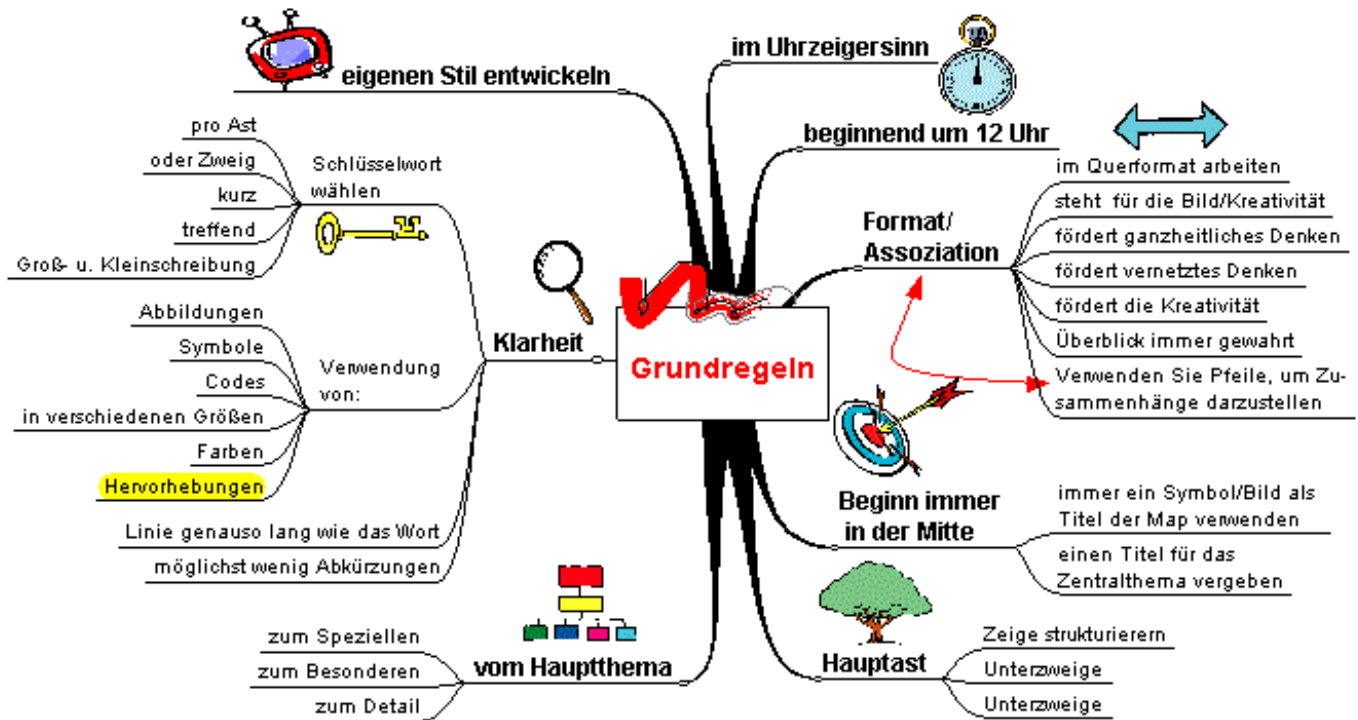 Grundregeln
im Uhrzeigersinn
beginnend um 12 Uhr
Format/
Assoziation
im Querformat arbeiten
steht für die Bild/Kreativität
fördert ganzheitliches Denken
fördert vernetztes Denken
fördert die Kreativität
Überblick immer gewahrt
Verwenden Sie Pfeile, um Zu-
sammenhänge darzustellen
Beginn immer
in der Mitte
immer ein Symbol/Bild als
Titel der Map verwenden
einen Titel für das
Zentralthema vergeben
Hauptast
Zeige strukturierern
Unterzweige
Unterzweige
vom Hauptthema
zum Speziellen
zum Besonderen
zum Detail
Klarheit
Schlüsselwort
wählen
pro Ast
oder Zweig
kurz
treffend
Groß- u. Kleinschreibung
Verwendung
von:
Abbildungen
Symbole
Codes
in verschiedenen Größen
Farben
Hervorhebungen
Linie genauso lang wie das Wort
möglichst wenig Abkürzungen
eigenen Stil entwickeln